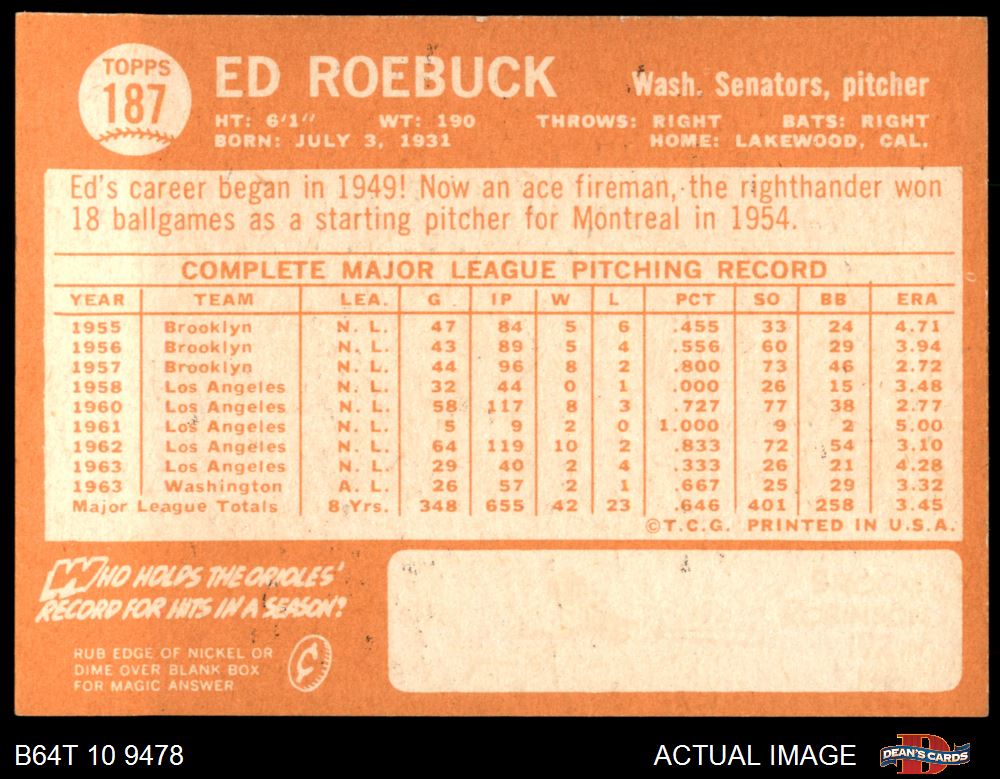 TOPPS
187
ED ROEBUCK
Wash. Senators, pitcher
HT: 6'1" WT: 190 THROWS: RIGHT BATS: RIGHT
BORN: JULY 3, 1931 HOME: LAKEWOOD, CAL.
Ed's career began in 1949! Now an ace fireman, the righthander won
18 ballgames as a starting pitcher for Montreal in 1954.
COMPLETE MAJOR LEAGUE PITCHING RECORD
YEAR TEAM LEA. G IP W L PCT SO BB ERA
1955 Brooklyn N. L. 47 84 5 6 .455 33 24 4.71
1956 Brooklyn N. L. 43 89 5 4 .556 60 29 3.94
1957 Brooklyn N. L. 44 96 8 2 .800 73 46 2.72
1958 Los Angeles N. L. 32 44 0 1 .000 26 15 3.48
1960 Los Angeles N. L. 58 117 8 3 .727 77 38 2.77
1961 Los Angeles N. L. 5 9 2 0 1.000 9 2 5.00
1962 Los Angeles N. L. 64 119 10 2 .833 72 54 3.10
1963 Los Angeles N. L. 29 40 2 4 .333 26 21 4.28
1963 Washington A. L. 26 57 2 1 .667 25 29 3.32
Major League Totals 8 Yrs. 348 655 42 23 .646 401 258 3.45
©T.C.G. PRINTED IN U.S.A.
WHO HOLDS THE ORIOLES'
RECORD FOR HITS IN A SEASON?
RUB EDGE OF NICKEL OR
DIME OVER BLANK BOX
FOR MAGIC ANSWER
¢
B64T 10 9478
ACTUAL IMAGE
D
DEAN'S CARDS